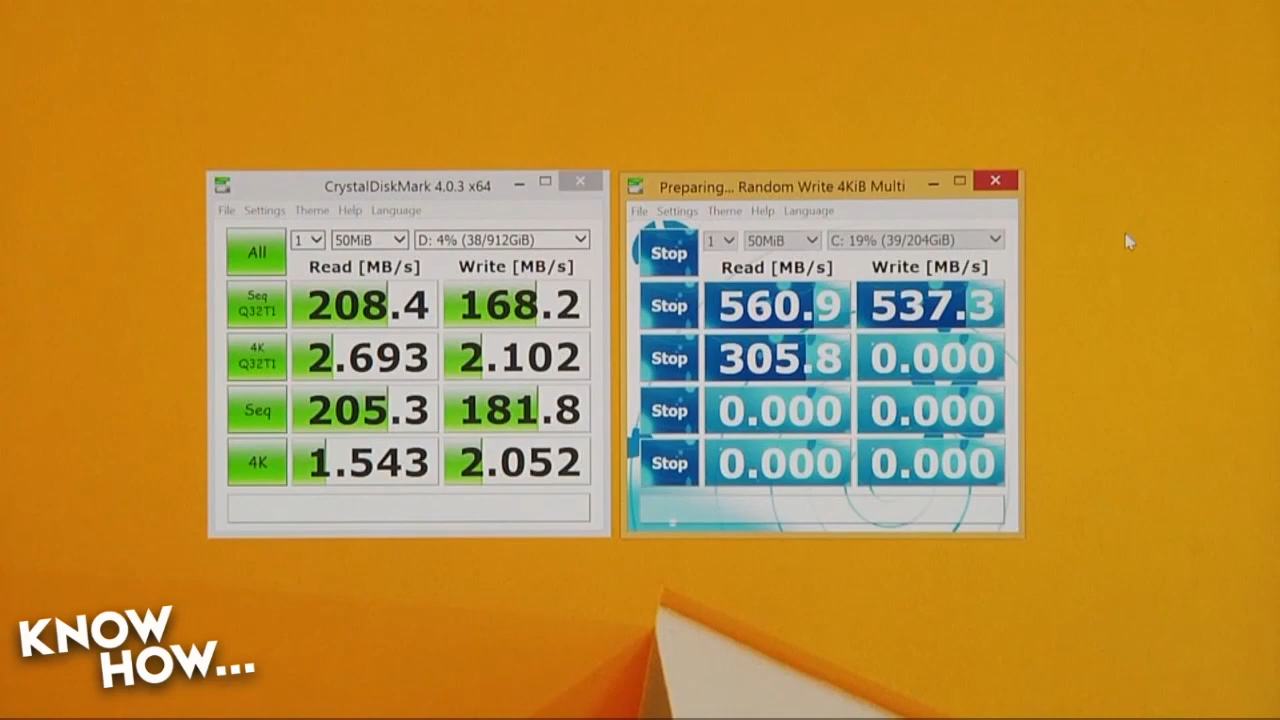 CrystalDiskMark 4.0.3 x64
File Settings Theme Help Language
All
1
50MiB
D: 4% (38/912GiB)
Read [MB/s]
Write [MB/s]
Seq
Q32T1
208.4
168.2
4K
Q32T1
2.693
2.102
Seq
205.3
181.8
4K
1.543
2.052
Preparing... Random Write 4KiB Multi
File Settings Theme Help Language
Stop
1
50MiB
C: 19% (39/204GiB)
Read [MB/s]
Write [MB/s]
Stop
560.9
537.3
Stop
305.8
0.000
Stop
0.000
0.000
Stop
0.000
0.000
KNOW
HOW...